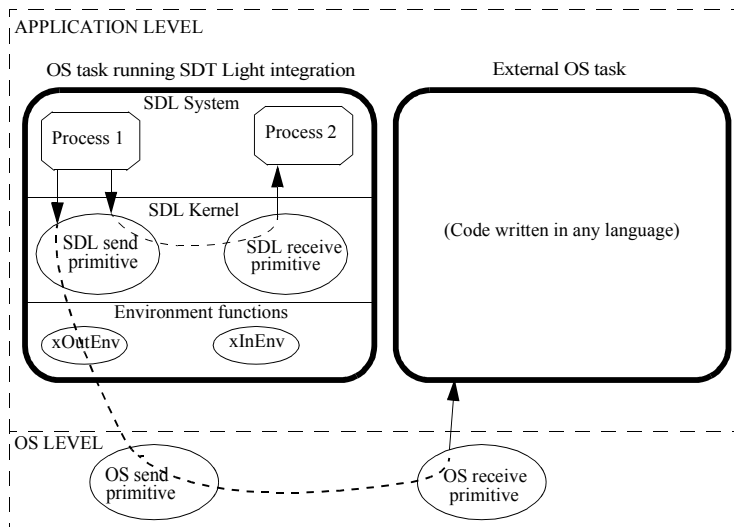 APPLICATION LEVEL
OS task running SDT Light integration
External OS task
SDL System
Process 1
Process 2
SDL Kernel
SDL send
primitive
SDL receive
primitive
(Code written in any language)
Environment functions
xOutEnv
xInEnv
OS LEVEL
OS send
primitive
OS receive
primitive